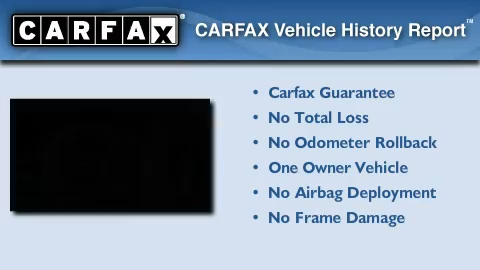 CARFAX® CARFAX Vehicle History Report™
• Carfax Guarantee
• No Total Loss
• No Odometer Rollback
• One Owner Vehicle
• No Airbag Deployment
• No Frame Damage